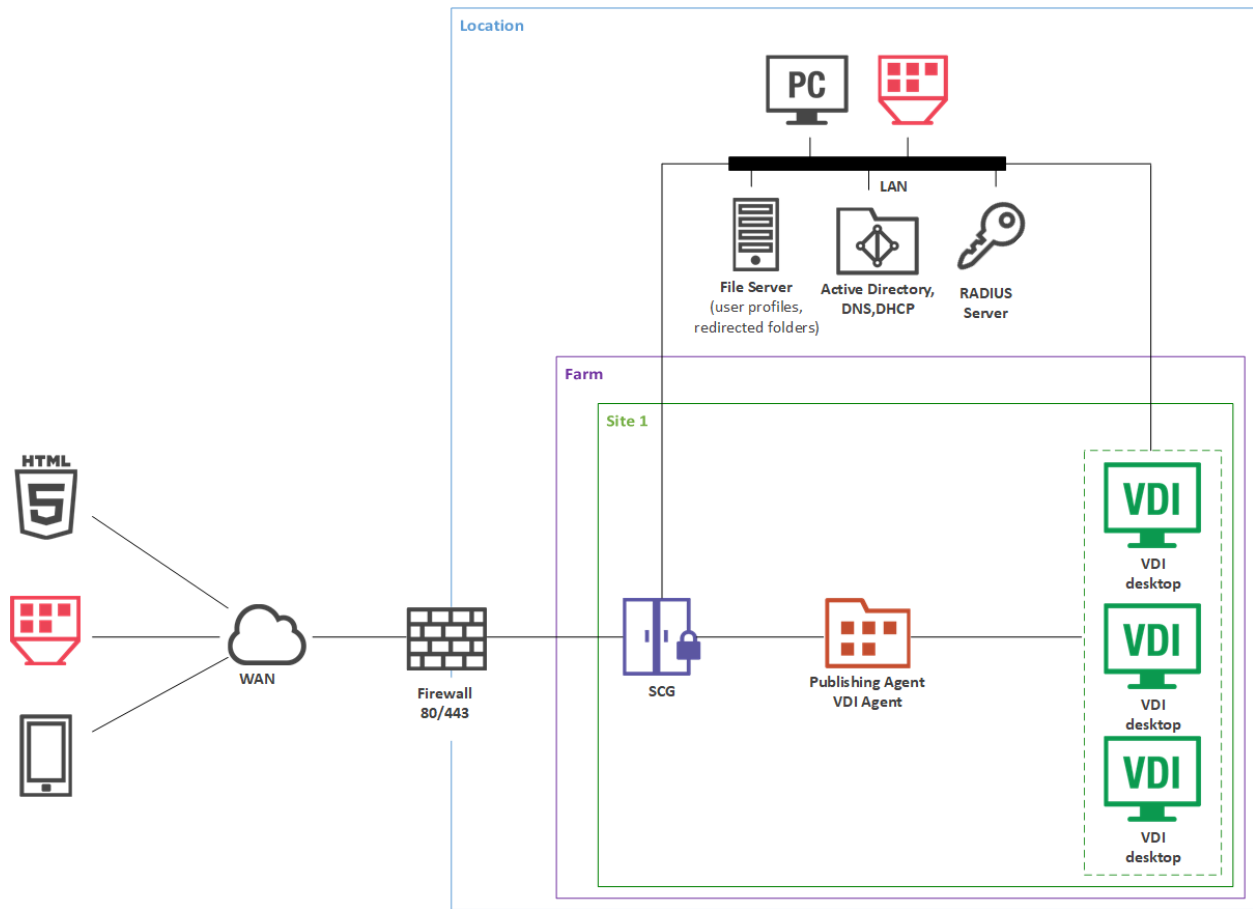 Location
PC
LAN
File Server
(user profiles,
redirected folders)
Active Directory,
DNS,DHCP
RADIUS
Server
Farm
Site 1
HTML
5
WAN
Firewall
80/443
SCG
Publishing Agent
VDI Agent
VDI
VDI
desktop
VDI
VDI
desktop
VDI
VDI
desktop